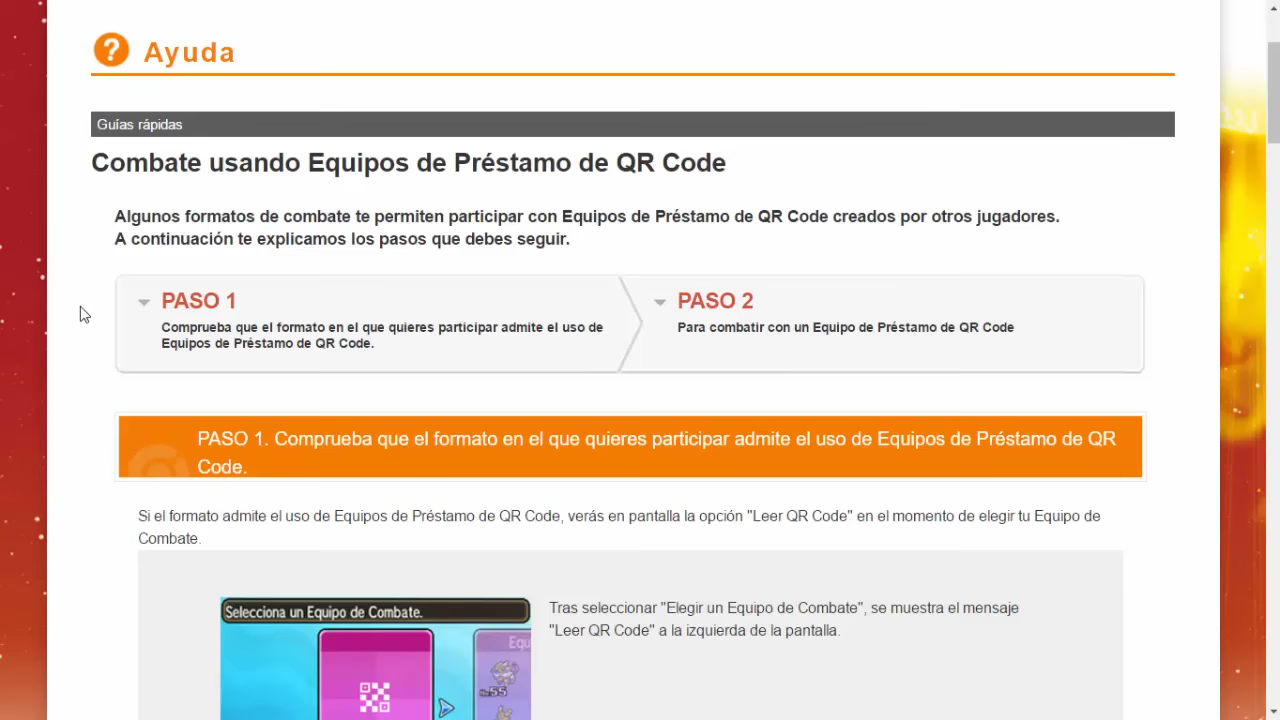 Ayuda
Guías rápidas
Combate usando Equipos de Préstamo de QR Code
Algunos formatos de combate te permiten participar con Equipos de Préstamo de QR Code creados por otros jugadores.
A continuación te explicamos los pasos que debes seguir.
PASO 1
Comprueba que el formato en el que quieres participar admite el uso de
Equipos de Préstamo de QR Code.
PASO 2
Para combatir con un Equipo de Préstamo de QR Code
PASO 1. Comprueba que el formato en el que quieres participar admite el uso de Equipos de Préstamo de QR
Code.
Si el formato admite el uso de Equipos de Préstamo de QR Code, verás en pantalla la opción "Leer QR Code" en el momento de elegir tu Equipo de
Combate.
Selecciona un Equipo de Combate.
Equ
Nv.55
Tras seleccionar "Elegir un Equipo de Combate", se muestra el mensaje
"Leer QR Code" a la izquierda de la pantalla.